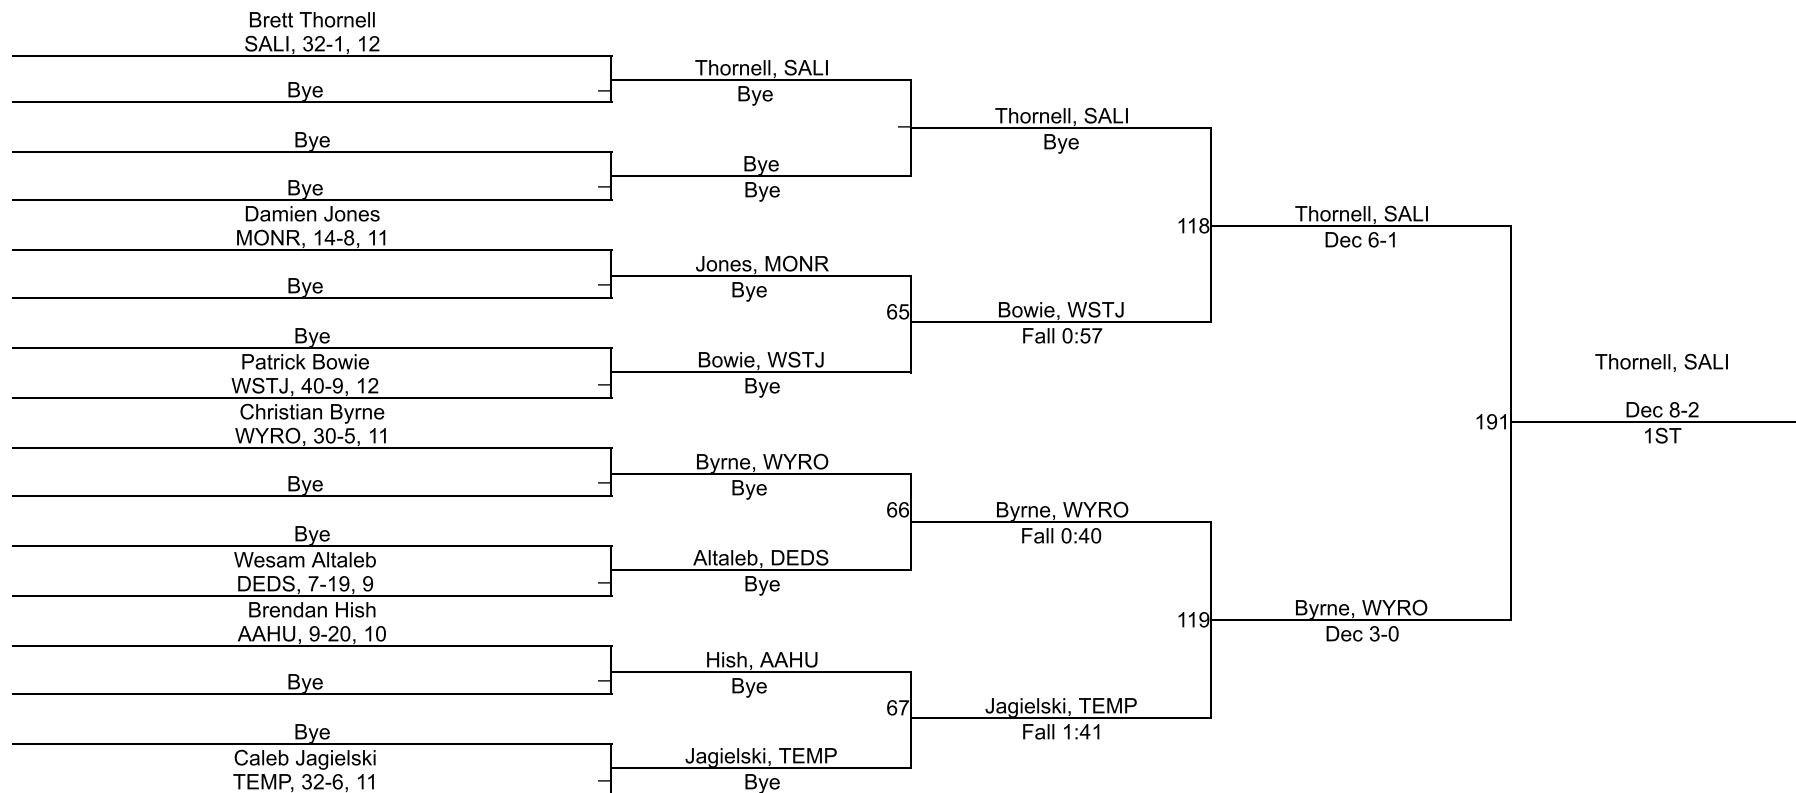 Brett Thornell
SALI, 32-1, 12
Bye
Bye
Bye
Damien Jones
MONR, 14-8, 11
Bye
Bye
Patrick Bowie
WSTJ, 40-9, 12
Christian Byrne
WYRO, 30-5, 11
Bye
Bye
Wesam Altaleb
DEDS, 7-19, 9
Brendan Hish
AAHU, 9-20, 10
Bye
Bye
Caleb Jagielski
TEMP, 32-6, 11
Thornell, SALI
Bye
Bye
Bye
Jones, MONR
Bye
65
Bowie, WSTJ
Bye
Byrne, WYRO
Bye
66
Altaleb, DEDS
Bye
Hish, AAHU
Bye
67
Jagielski, TEMP
Bye
Thornell, SALI
Bye
118
Bowie, WSTJ
Fall 0:57
Byrne, WYRO
Fall 0:40
119
Jagielski, TEMP
Fall 1:41
Thornell, SALI
Dec 6-1
191
Byrne, WYRO
Dec 3-0
Thornell, SALI
Dec 8-2
1ST